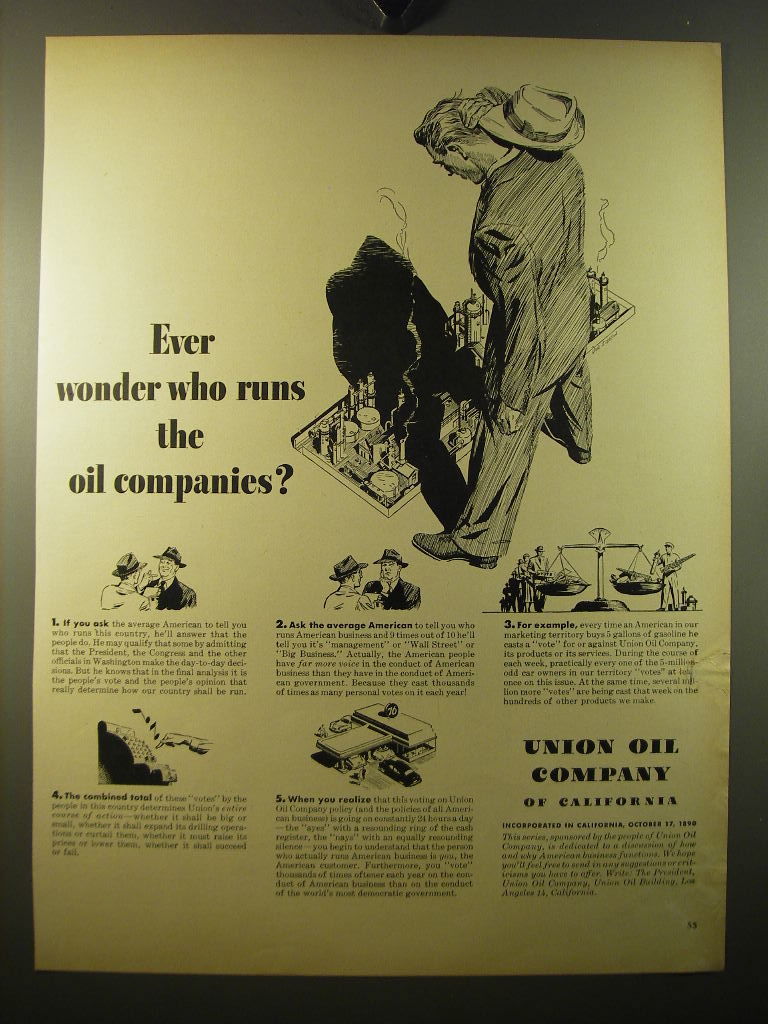 Ever
wonder who runs
the
oil companies?
1. If you ask the average American to tell you
who runs this country, he'll answer that the
people do. He may qualify that some by admitting
that the President, the Congress and the other
officials in Washington make the day-to-day deci-
sions. But he knows that in the final analysis it is
the people's vote and the people's opinion that
really determine how our country shall be run.
2. Ask the average American to tell you who
runs American business and 9 times out of 10 he'll
tell you it's "management" or "Wall Street" or
"Big Business." Actually, the American people
have far more voice in the conduct of American
business than they have in the conduct of Ameri-
can government. Because they cast thousands
of times as many personal votes on it each year!
3. For example, every time an American in our
marketing territory buys 5 gallons of gasoline he
casts a "vote" for or against Union Oil Company,
its products or its services. During the course of
each week, practically every one of the 5-million-
odd car owners in our territory "votes" at least
once on this issue. At the same time, several mil-
lion more "votes" are being cast that week on the
hundreds of other products we make.
4. The combined total of these "votes" by the
people in this country determines Union's entire
course of action—whether it shall be big or
small, whether it shall expand its drilling opera-
tions or curtail them, whether it must raise its
prices or lower them, whether it shall succeed
or fail.
76
5. When you realize that this voting on Union
Oil Company policy (and the policies of all Ameri-
can business) is going on constantly 24 hours a day
—the "ayes" with a resounding ring of the cash
register, the "nays" with an equally resounding
silence—you begin to understand that the person
who actually runs American business is you, the
American customer. Furthermore, you "vote"
thousands of times oftener each year on the con-
duct of American business than on the conduct
of the world's most democratic government.
UNION OIL
COMPANY
OF CALIFORNIA
INCORPORATED IN CALIFORNIA, OCTOBER 17, 1890
This series, sponsored by the people of Union Oil
Company, is dedicated to a discussion of how
and why American business functions. We hope
you'll feel free to send in any suggestions or crit-
icisms you have to offer. Write: The President,
Union Oil Company, Union Oil Building, Los
Angeles 14, California.
55